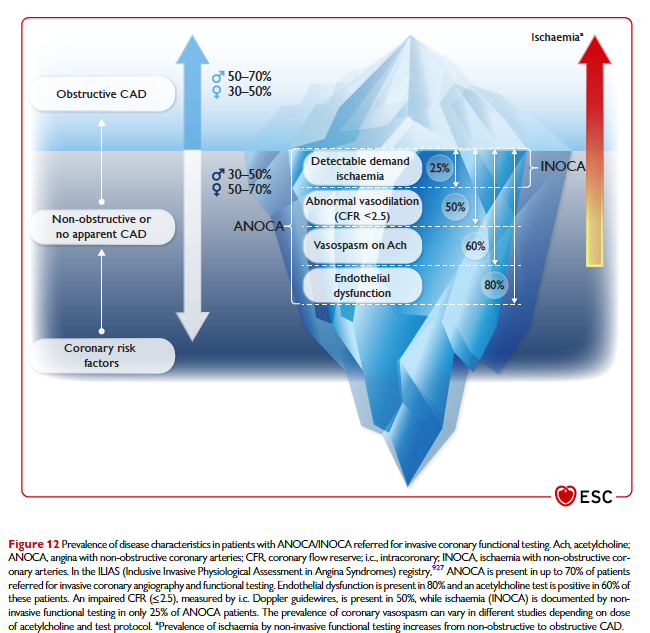 Ischaemiaª
Obstructive CAD
♂ 50–70%
♀ 30–50%
♂ 30–50%
♀ 50–70%
Non-obstructive or
no apparent CAD
Coronary risk
factors
ANOCA
INOCA
Detectable demand
ischaemia
25%
Abnormal vasodilation
(CFR <2.5)
50%
Vasospasm on Ach
60%
Endothelial
dysfunction
80%
ESC
Figure 12 Prevalence of disease characteristics in patients with ANOCA/INOCA referred for invasive coronary functional testing. Ach, acetylcholine;
ANOCA, angina with non-obstructive coronary arteries; CFR, coronary flow reserve; i.c., intracoronary; INOCA, ischaemia with non-obstructive cor-
onary arteries. In the ILIAS (Inclusive Invasive Physiological Assessment in Angina Syndromes) registry,927 ANOCA is present in up to 70% of patients
referred for invasive coronary angiography and functional testing. Endothelial dysfunction is present in 80% and an acetylcholine test is positive in 60% of
these patients. An impaired CFR (≤2.5), measured by i.c. Doppler guidewires, is present in 50%, while ischaemia (INOCA) is documented by non-
invasive functional testing in only 25% of ANOCA patients. The prevalence of coronary vasospasm can vary in different studies depending on dose
of acetylcholine and test protocol. ªPrevalence of ischaemia by non-invasive functional testing increases from non-obstructive to obstructive CAD.